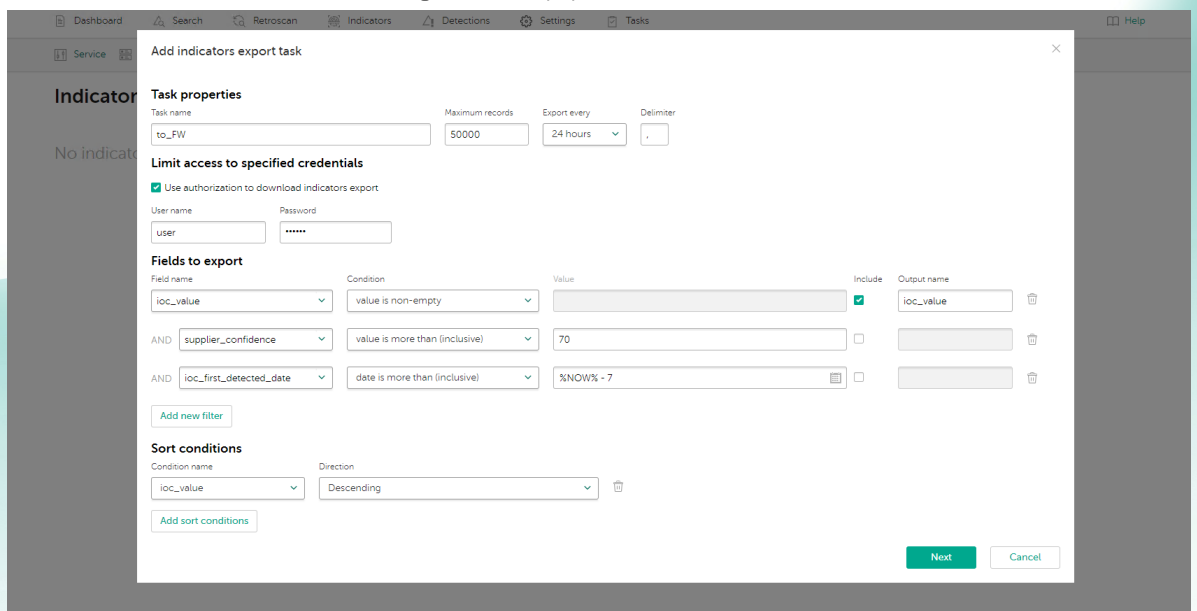 Dashboard Search Retroscan Indicators Detections Settings Tasks Help
Service
Add indicators export task
Indicator
Task properties
Task name Maximum records Export every Delimiter
to_FW 50000 24 hours ,
No indicato
Limit access to specified credentials
Use authorization to download indicators export
User name Password
user ••••••
Fields to export
Field name Condition Value Include Output name
ioc_value value is non-empty ioc_value
AND supplier_confidence value is more than (inclusive) 70
AND ioc_first_detected_date date is more than (inclusive) %NOW% - 7
Add new filter
Sort conditions
Condition name Direction
ioc_value Descending
Add sort conditions
Next Cancel